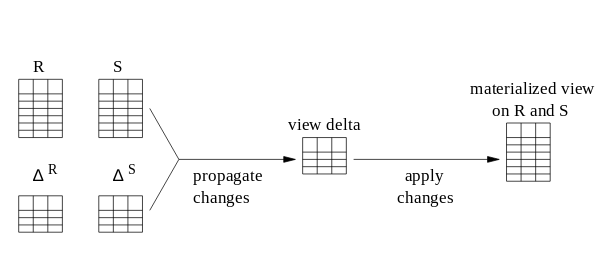 R
S
materialized view
on R and S
view delta
Δ R
Δ S
propagate
changes
apply
changes